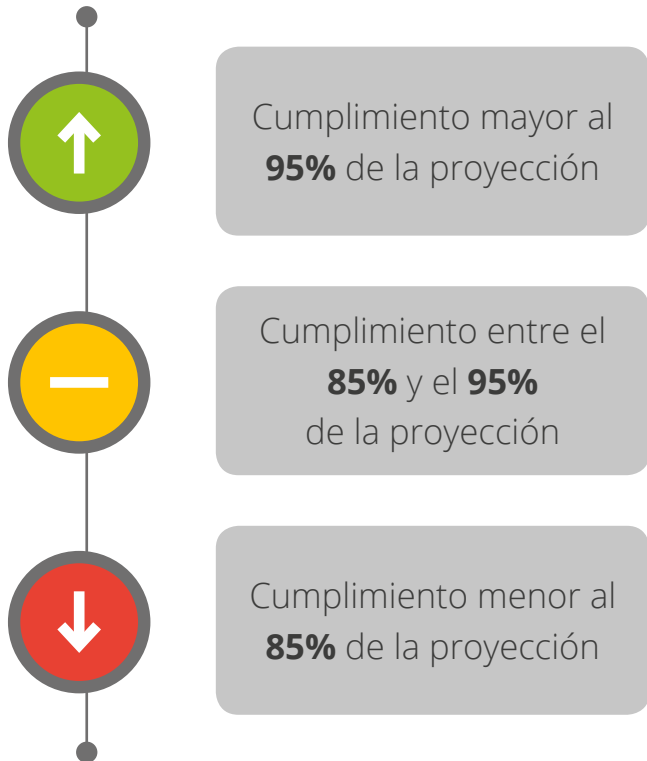 Cumplimiento mayor al
95% de la proyección
Cumplimiento entre el
85% y el 95%
de la proyección
Cumplimiento menor al
85% de la proyección